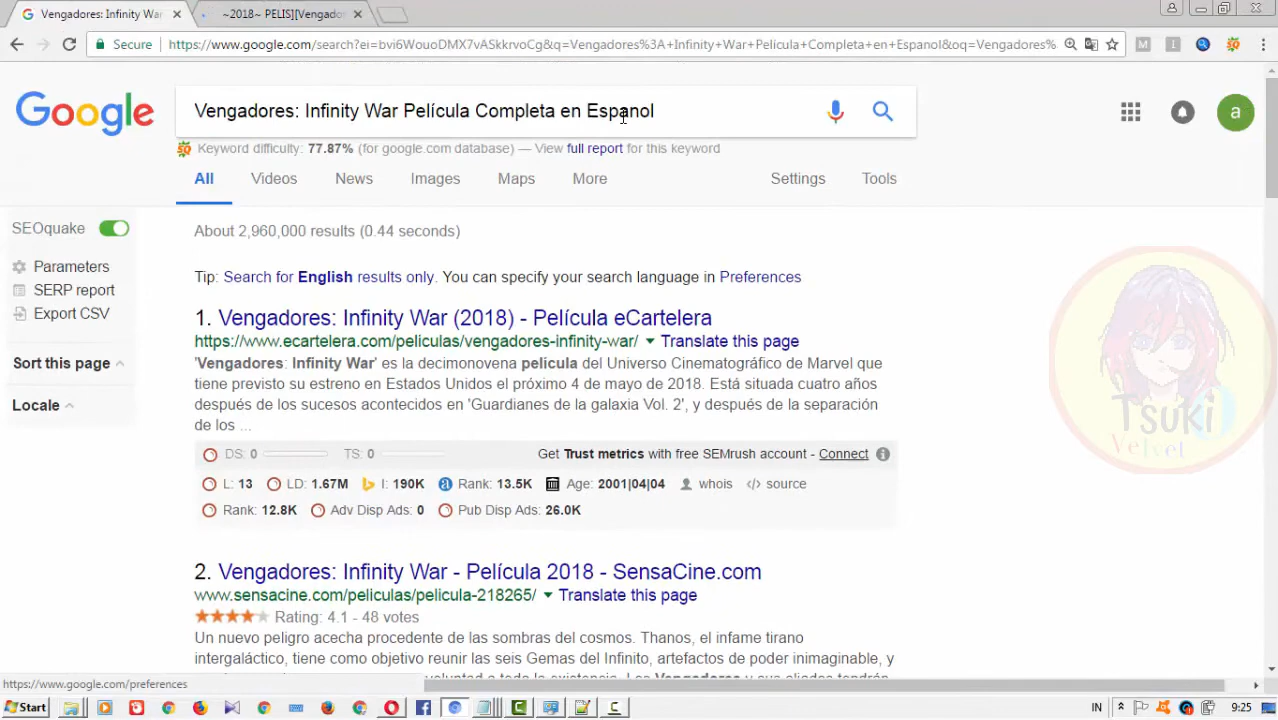 Vengadores: Infinity War
~2018~ PELIS][Vengado
Secure
https://www.google.com/search?ei=bvi6WouoDMX7vASkkrvoCg&q=Vengadores%3A+Infinity+War+Película+Completa+en+Espanol&oq=Vengadores%
Google
Vengadores: Infinity War Película Completa en Espanol
a
Keyword difficulty: 77.87% (for google.com database) — View full report for this keyword
All
Videos
News
Images
Maps
More
Settings
Tools
SEOquake
Parameters
SERP report
Export CSV
Sort this page
Locale
About 2,960,000 results (0.44 seconds)
Tip: Search for English results only. You can specify your search language in Preferences
1. Vengadores: Infinity War (2018) - Película eCartelera
https://www.ecartelera.com/peliculas/vengadores-infinity-war/ Translate this page
'Vengadores: Infinity War' es la decimonovena película del Universo Cinematográfico de Marvel que
tiene previsto su estreno en Estados Unidos el próximo 4 de mayo de 2018. Está situada cuatro años
después de los sucesos acontecidos en 'Guardianes de la galaxia Vol. 2', y después de la separación
de los ...
DS: 0 TS: 0 Get Trust metrics with free SEMrush account - Connect
L: 13 LD: 1.67M I: 190K Rank: 13.5K Age: 2001|04|04 whois source
Rank: 12.8K Adv Disp Ads: 0 Pub Disp Ads: 26.0K
2. Vengadores: Infinity War - Película 2018 - SensaCine.com
www.sensacine.com/peliculas/pelicula-218265/ Translate this page
Rating: 4.1 - 48 votes
Un nuevo peligro acecha procedente de las sombras del cosmos. Thanos, el infame tirano
intergaláctico, tiene como objetivo reunir las seis Gemas del Infinito, artefactos de poder inimaginable, y
Tsuki
Velvet
https://www.google.com/preferences
Start
IN
9:25